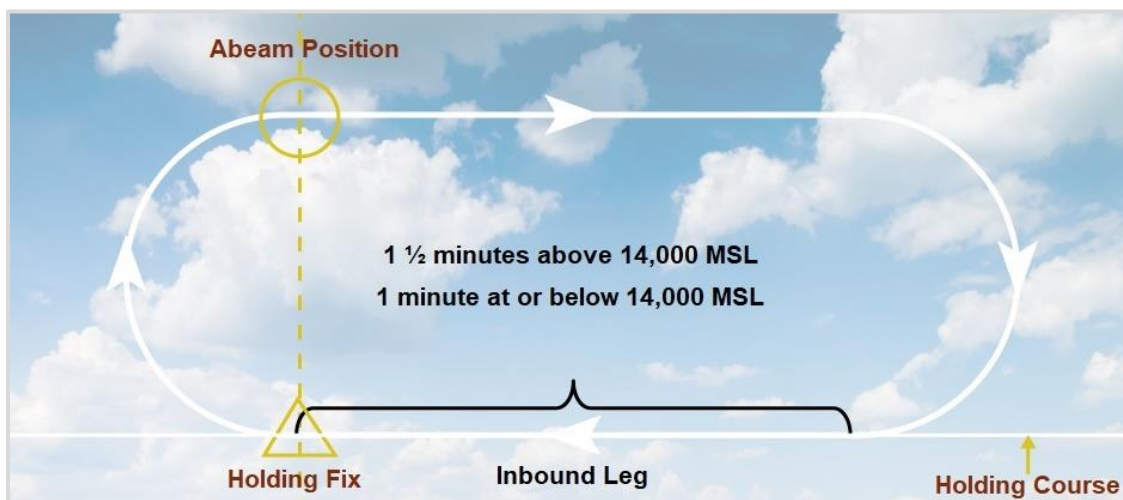 Abeam Position
1 ½ minutes above 14,000 MSL
1 minute at or below 14,000 MSL
Holding Fix
Inbound Leg
Holding Course